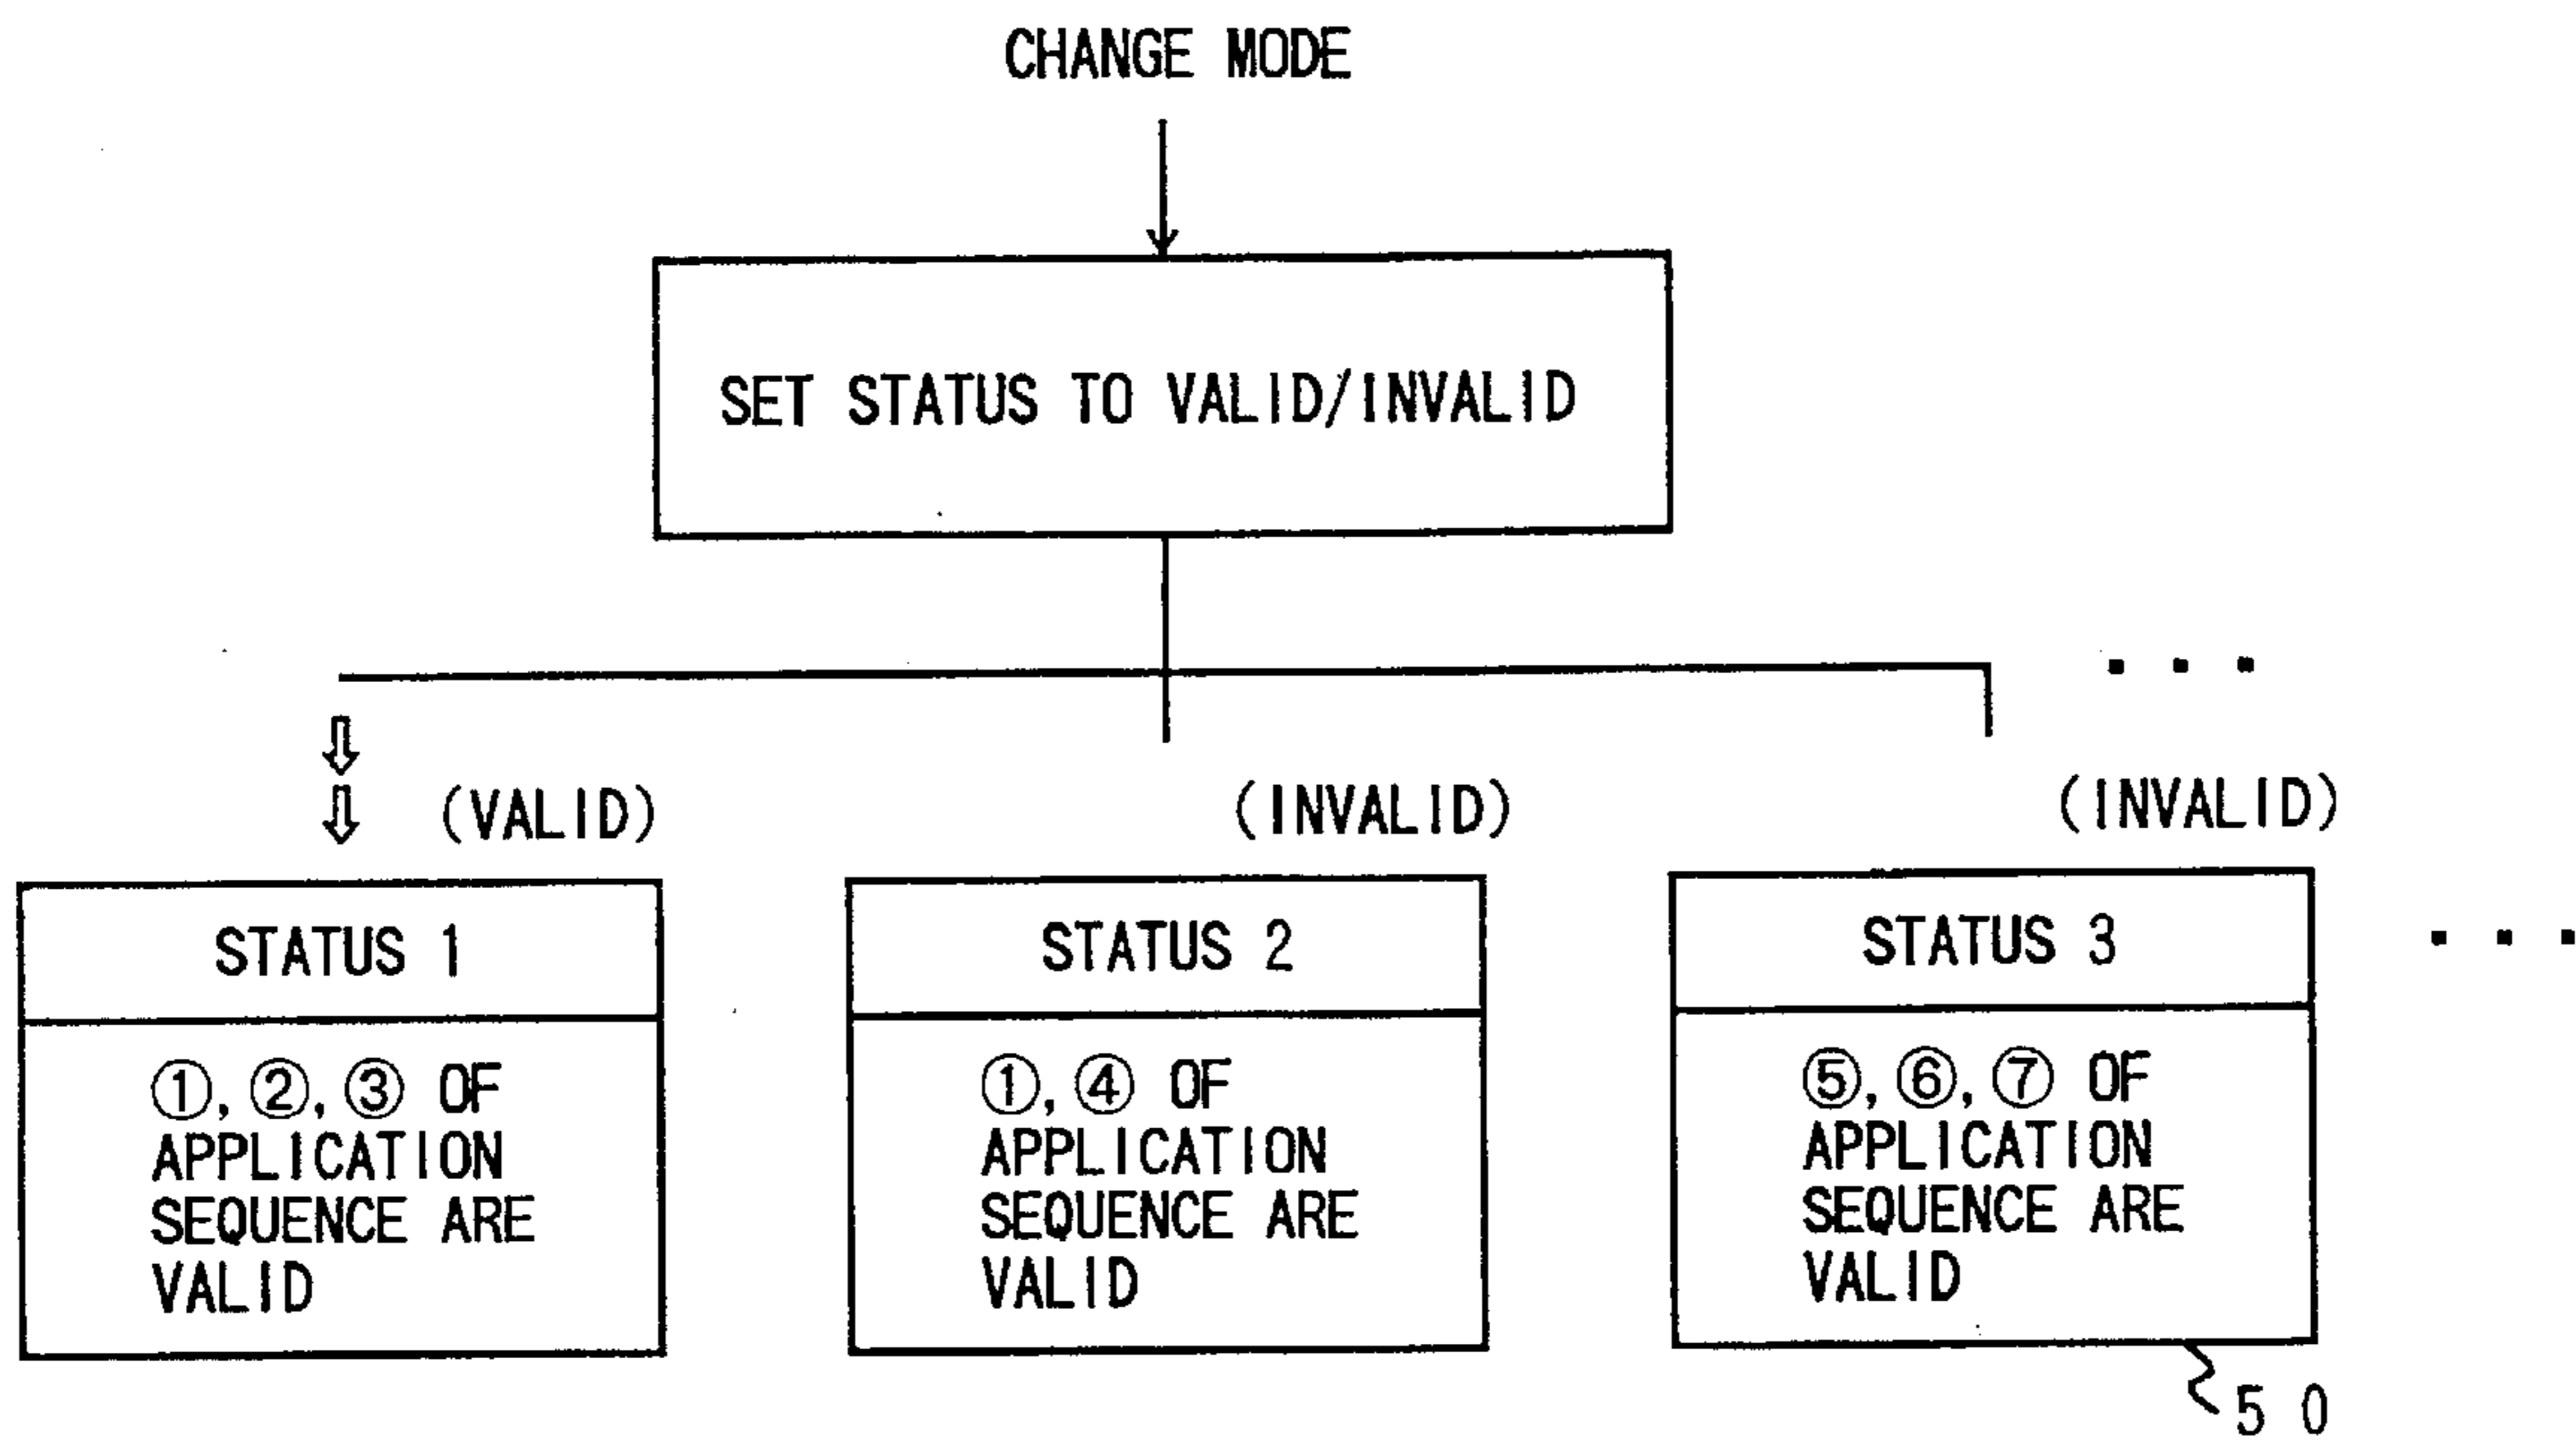 CHANGE MODE
SET STATUS TO VALID/INVALID
. . .
(VALID)
(INVALID)
(INVALID)
STATUS 1
①, ②, ③ OF
APPLICATION
SEQUENCE ARE
VALID
STATUS 2
①, ④ OF
APPLICATION
SEQUENCE ARE
VALID
STATUS 3
⑤, ⑥, ⑦ OF
APPLICATION
SEQUENCE ARE
VALID
. . .
50